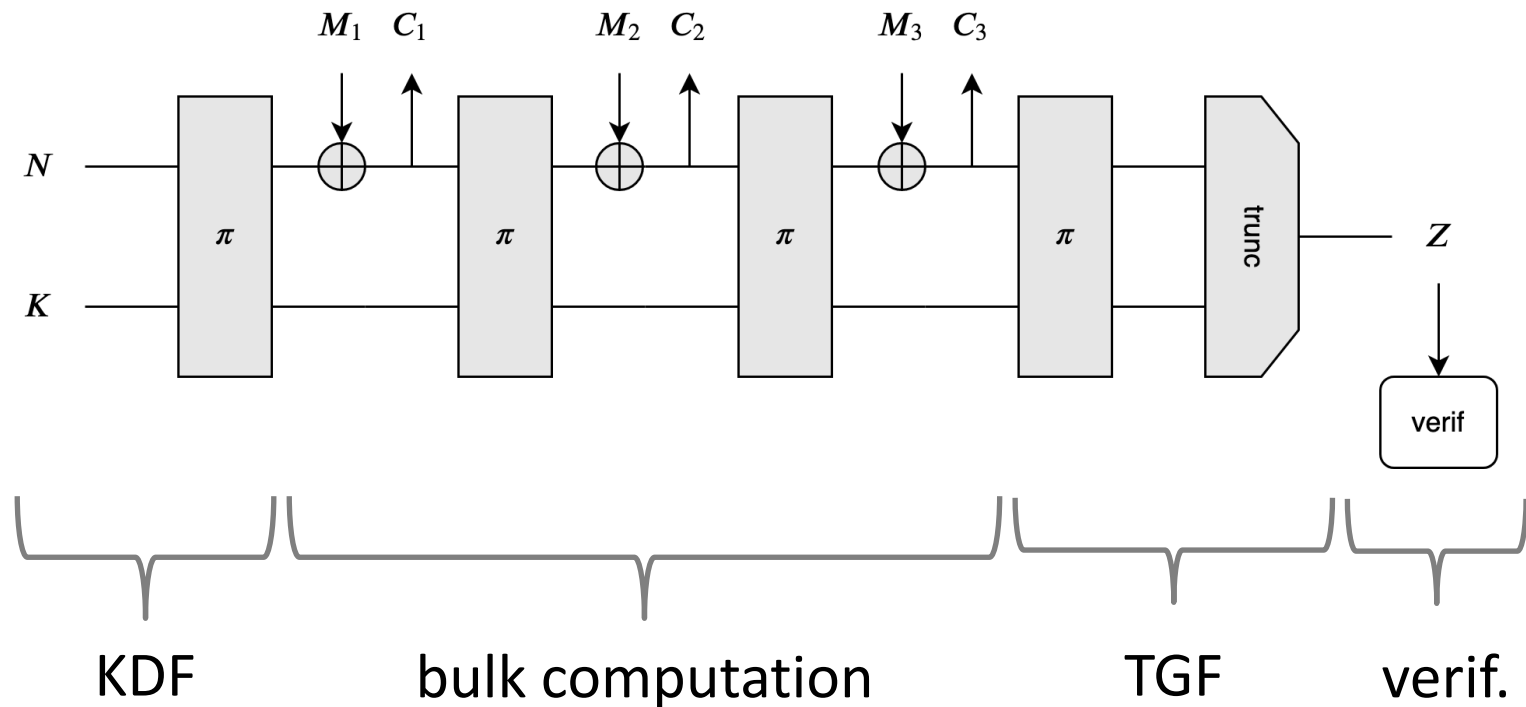 M₁ C₁ M₂ C₂ M₃ C₃
N
π π π π trunc Z
K
verif
KDF bulk computation TGF verif.